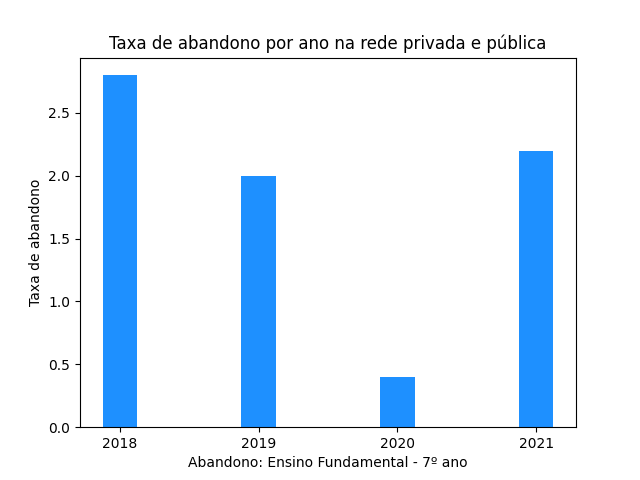 Taxa de abandono por ano na rede privada e pública
2.5
2.0
1.5
1.0
0.5
0.0
Taxa de abandono
2018 2019 2020 2021
Abandono: Ensino Fundamental - 7º ano